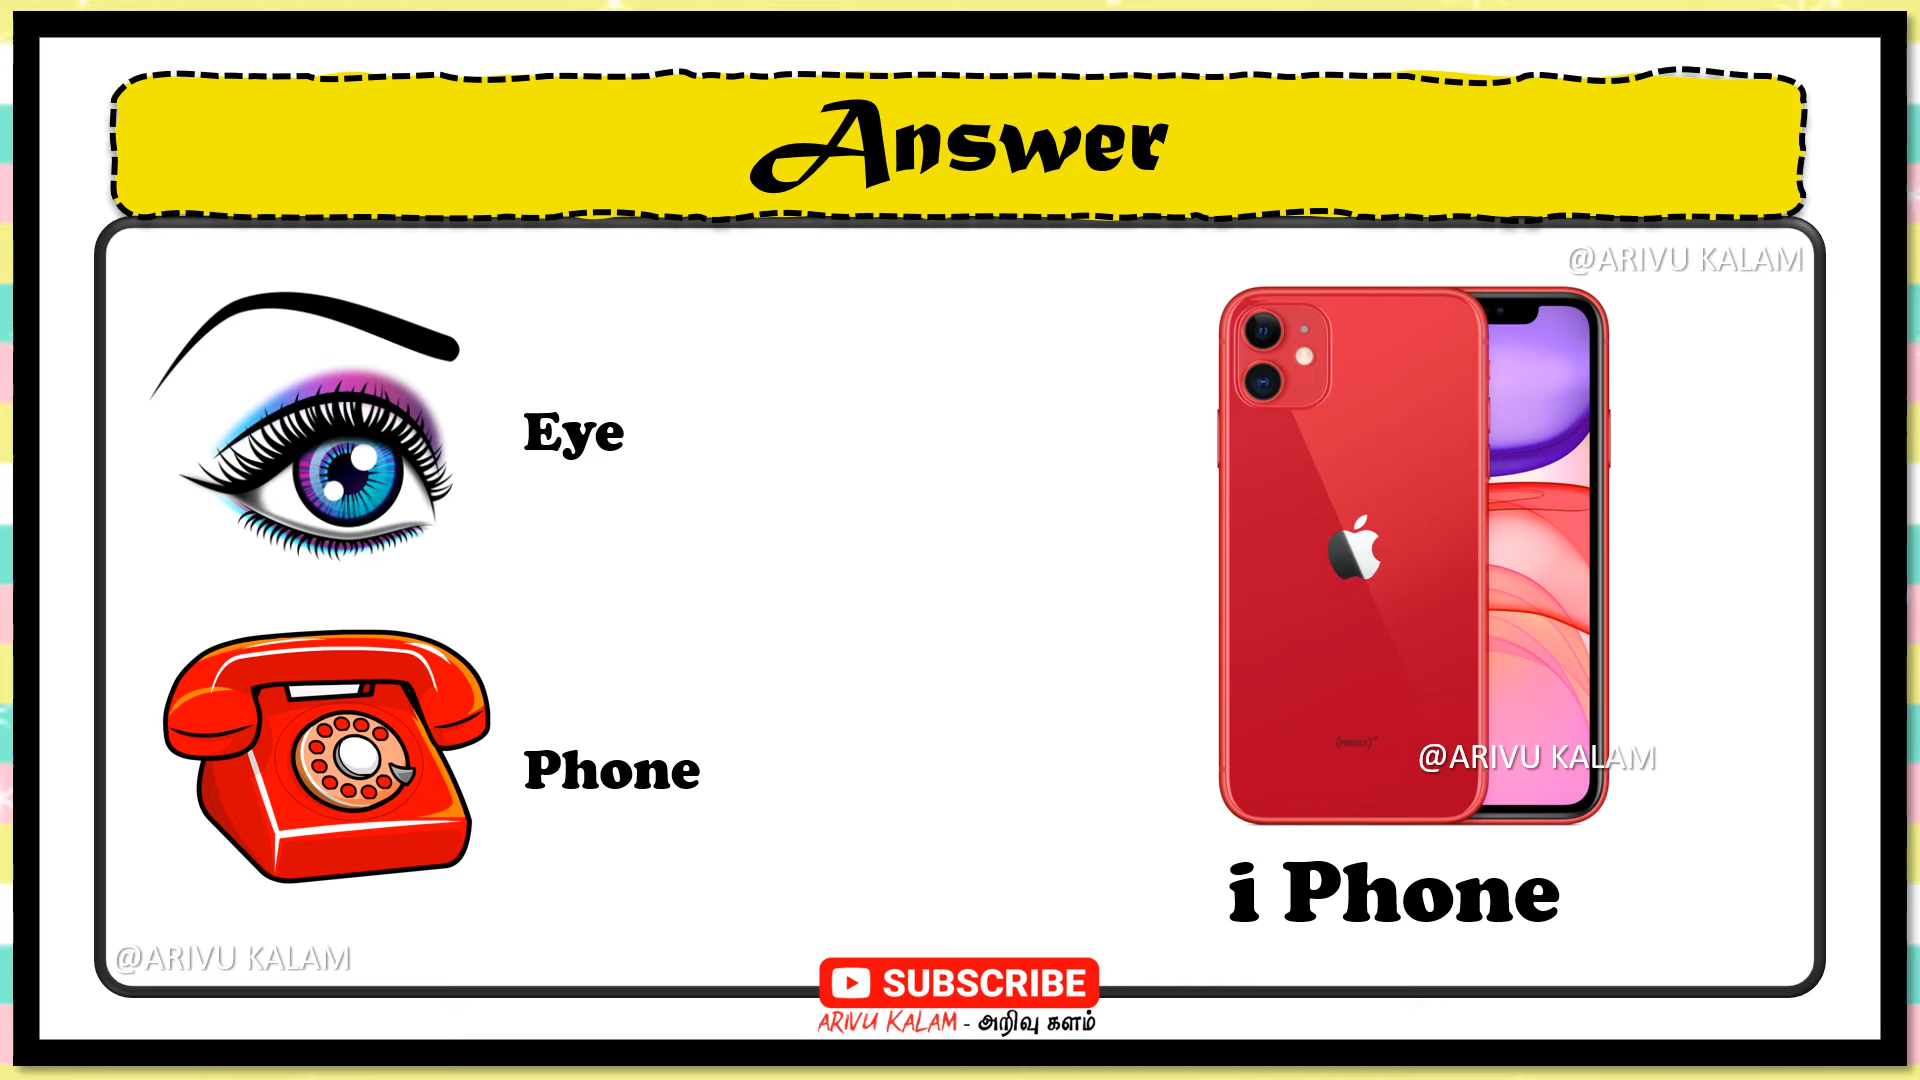 Answer
@ARIVU KALAM
Eye
Phone
@ARIVU KALAM
i Phone
@ARIVU KALAM
SUBSCRIBE
ARIVU KALAM - அறிவு களம்